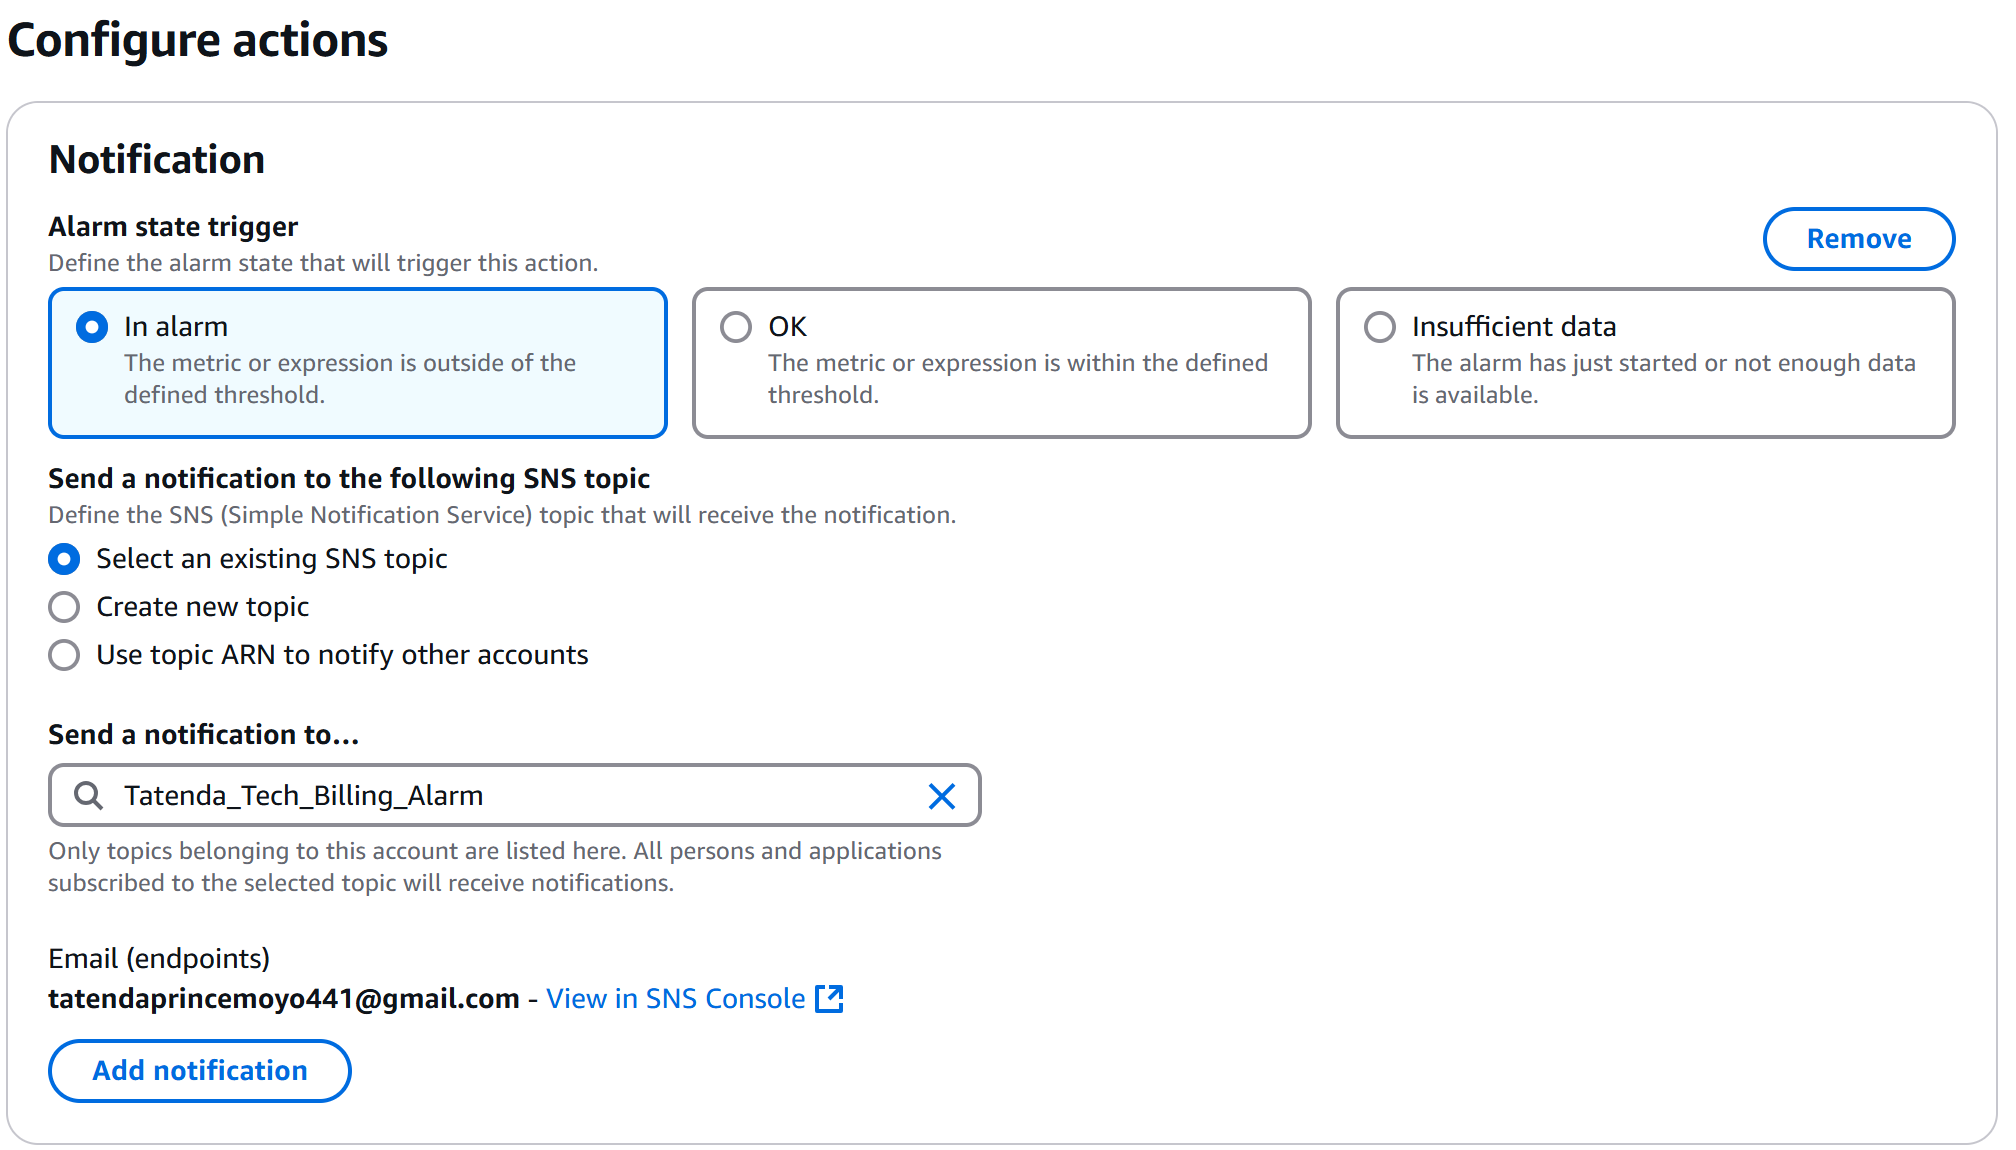 Configure actions
Notification
Alarm state trigger
Define the alarm state that will trigger this action.
Remove
In alarm
The metric or expression is outside of the
defined threshold.
OK
The metric or expression is within the defined
threshold.
Insufficient data
The alarm has just started or not enough data
is available.
Send a notification to the following SNS topic
Define the SNS (Simple Notification Service) topic that will receive the notification.
Select an existing SNS topic
Create new topic
Use topic ARN to notify other accounts
Send a notification to...
Tatenda_Tech_Billing_Alarm
Only topics belonging to this account are listed here. All persons and applications
subscribed to the selected topic will receive notifications.
Email (endpoints)
tatendaprincemoyo441@gmail.com - View in SNS Console
Add notification